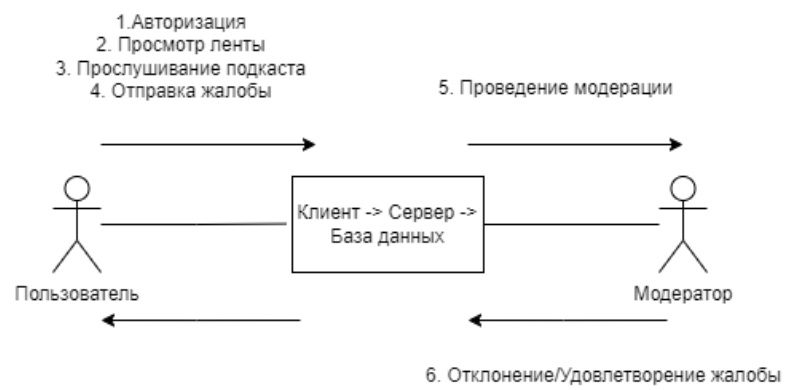 1.Авторизация
2. Просмотр ленты
3. Прослушивание подкаста
4. Отправка жалобы
5. Проведение модерации
Клиент -> Сервер ->
База данных
Пользователь
Модератор
6. Отклонение/Удовлетворение жалобы